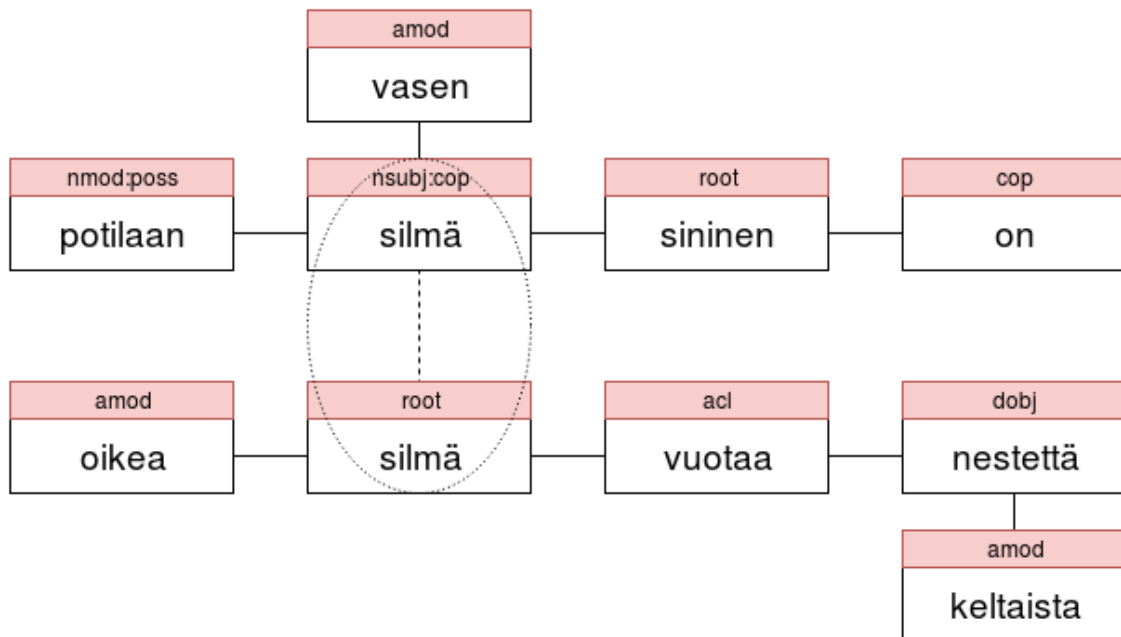 amod
vasen
nmod:poss nsubj:cop root cop
potilaan silmä sininen on
amod root acl dobj
oikea silmä vuotaa nestettä
amod
keltaista